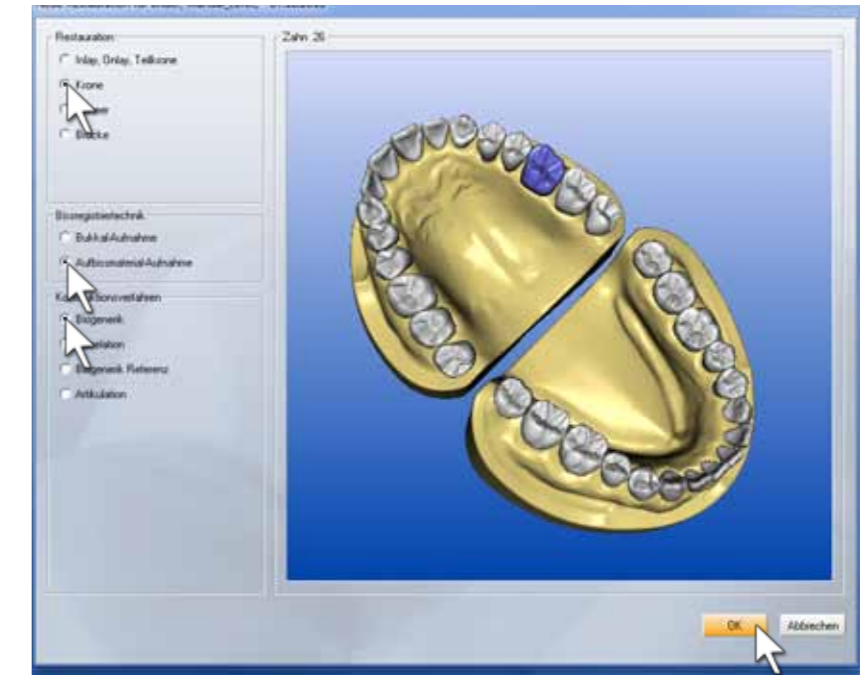 Restauration
Inlay, Onlay, Teilkrone
Krone
Brücke
Bissregistriertechnik
Bukkal-Aufnahme
Aufbissmaterial-Aufnahme
Biogenerik
Biogenerik Referenz
Artikulation
Zahn 26
OK
Abbrechen